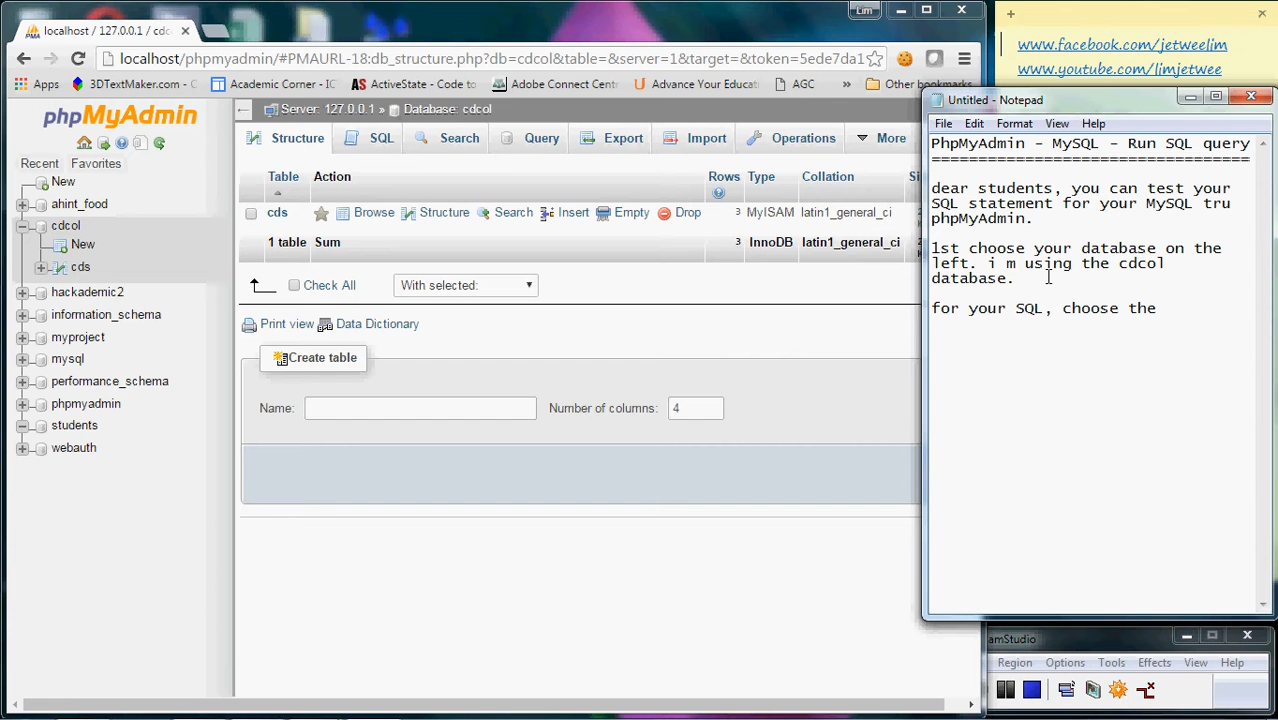 localhost / 127.0.0.1 / cdco
Lim
localhost/phpmyadmin/#PMAURL-18:db_structure.php?db=cdcol&table=&server=1&target=&token=5ede7da1
Apps
3DTextMaker.com - 3D
Academic Corner - IC
ActiveState - Code fo
Adobe Connect Centr
Advance Your Educat
AGC
»
Other bookmarks
phpMyAdmin
Recent
Favorites
New
ahint_food
cdcol
New
cds
hackademic2
information_schema
myproject
mysql
performance_schema
phpmyadmin
students
webauth
Server: 127.0.0.1 » Database: cdcol
Structure
SQL
Search
Query
Export
Import
Operations
More
Table
Action
Rows
Type
Collation
Si
cds
Browse
Structure
Search
Insert
Empty
Drop
3
MyISAM
latin1_general_ci
1 table
Sum
3
InnoDB
latin1_general_ci
Check All
With selected:
Print view
Data Dictionary
Create table
Name:
Number of columns:
4
www.facebook.com/jetweelim
www.youtube.com/limjetwee
Untitled - Notepad
File
Edit
Format
View
Help
PhpMyAdmin - MySQL - Run SQL query
==================================
dear students, you can test your
SQL statement for your MySQL tru
phpMyAdmin.
1st choose your database on the
left. i m using the cdcol
database.
for your SQL, choose the
amStudio
Region
Options
Tools
Effects
View
Help